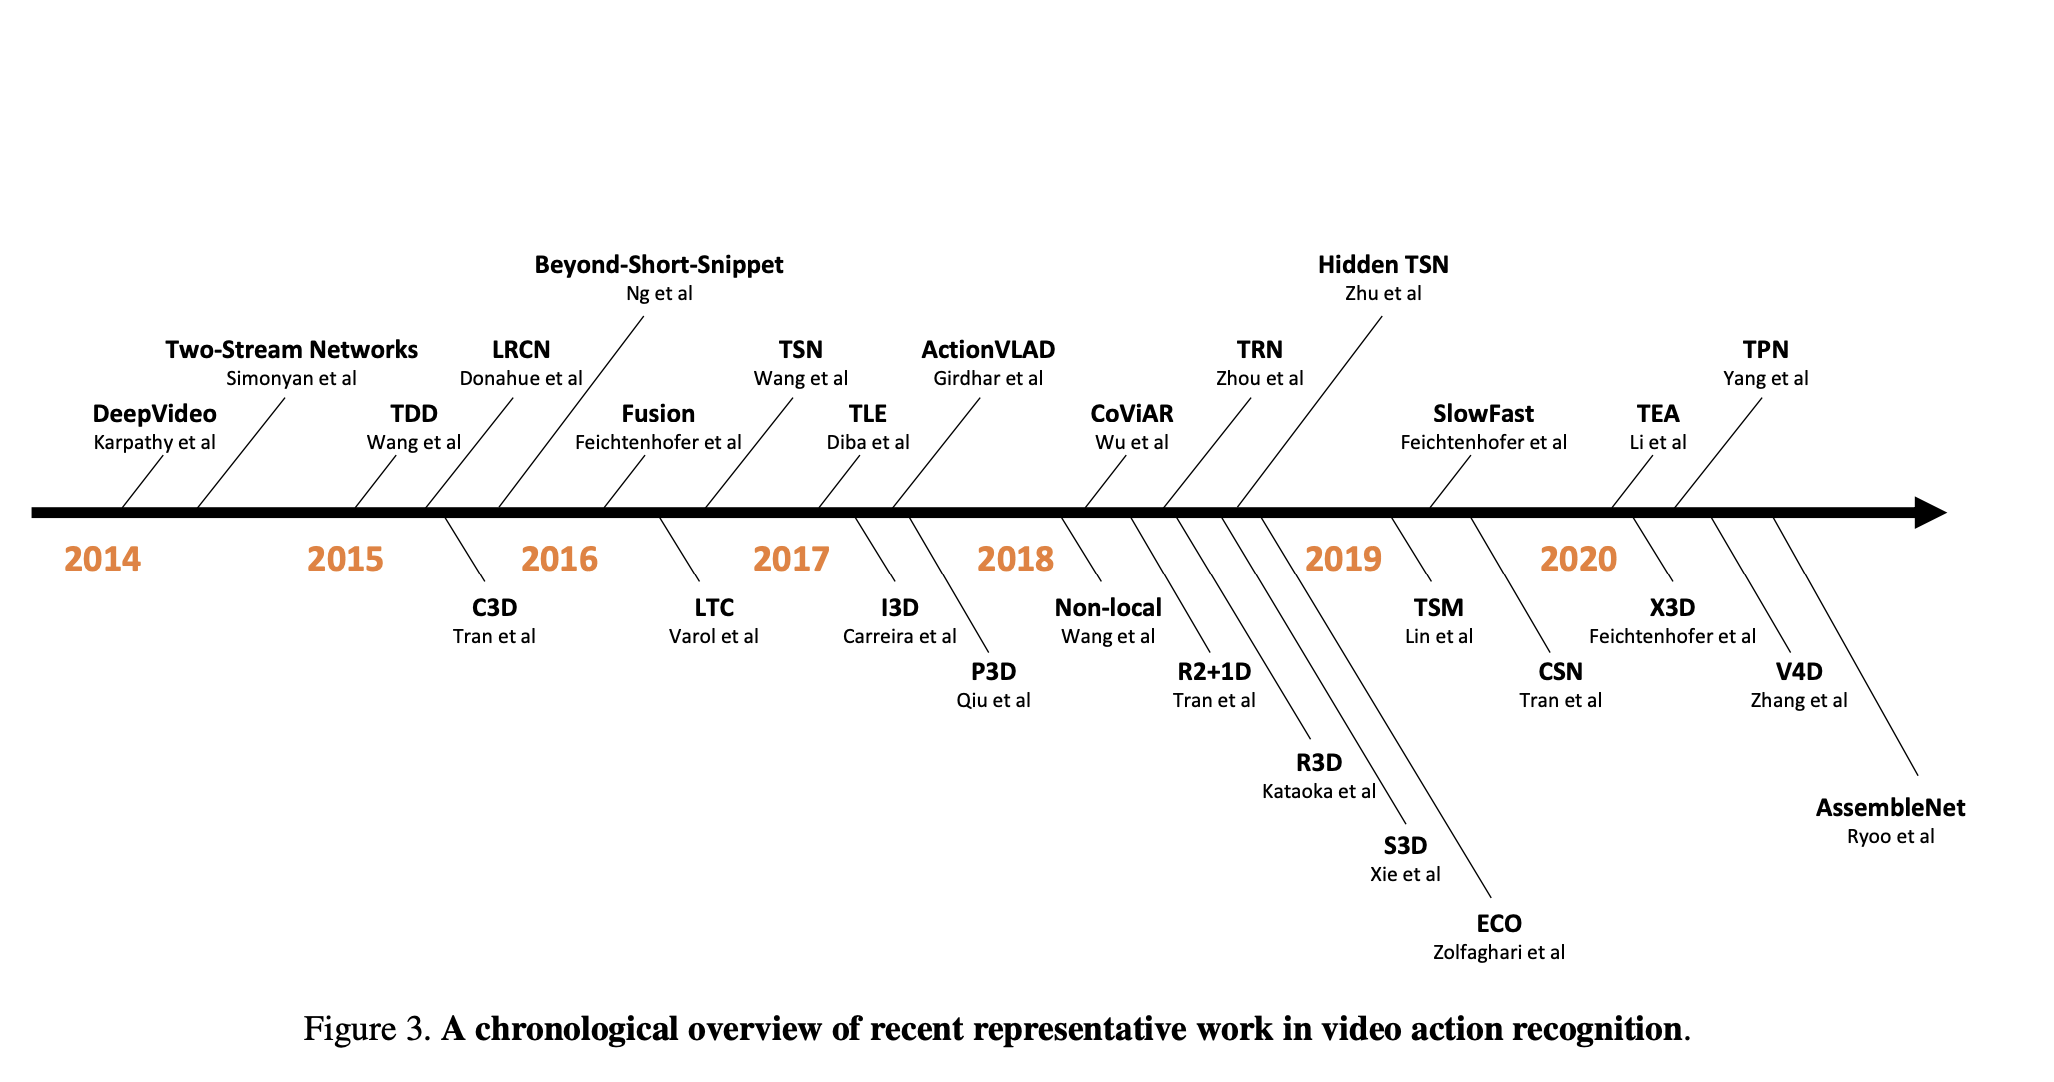 Beyond-Short-Snippet
Ng et al
Hidden TSN
Zhu et al
Two-Stream Networks
Simonyan et al
LRCN
Donahue et al
TSN
Wang et al
ActionVLAD
Girdhar et al
TRN
Zhou et al
TPN
Yang et al
DeepVideo
Karpathy et al
TDD
Wang et al
Fusion
Feichtenhofer et al
TLE
Diba et al
CoViAR
Wu et al
SlowFast
Feichtenhofer et al
TEA
Li et al
2014 2015 2016 2017 2018 2019 2020
C3D
Tran et al
LTC
Varol et al
I3D
Carreira et al
Non-local
Wang et al
TSM
Lin et al
X3D
Feichtenhofer et al
P3D
Qiu et al
R2+1D
Tran et al
CSN
Tran et al
V4D
Zhang et al
R3D
Kataoka et al
AssembleNet
Ryoo et al
S3D
Xie et al
ECO
Zolfaghari et al
Figure 3. A chronological overview of recent representative work in video action recognition.